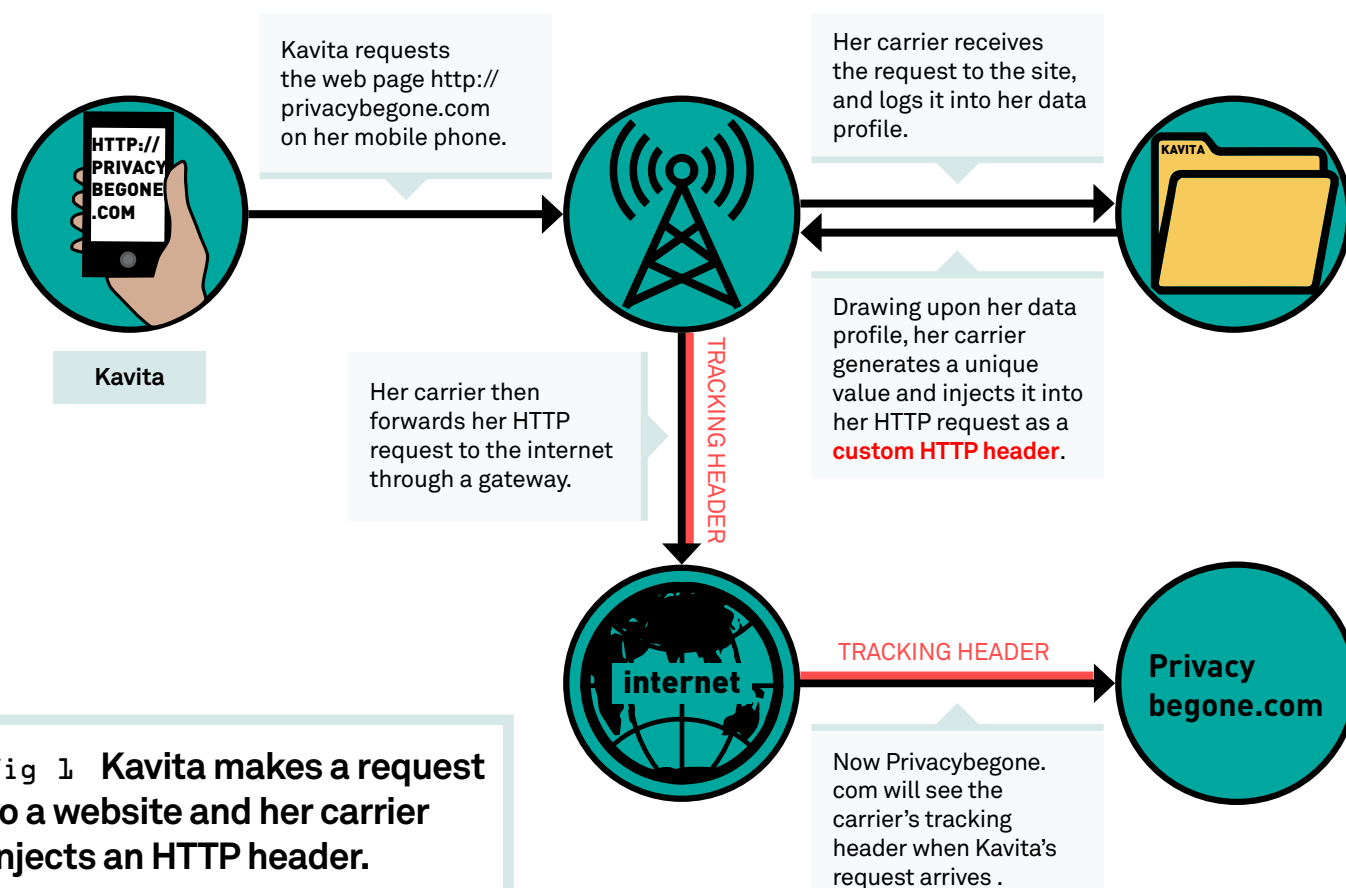 Kavita requests
the web page http://
privacybegone.com
on her mobile phone.
Her carrier receives
the request to the site,
and logs it into her data
profile.
HTTP://
PRIVACY
BEGONE
.COM
KAVITA
Kavita
Drawing upon her data
profile, her carrier
generates a unique
value and injects it into
her HTTP request as a
custom HTTP header.
Her carrier then
forwards her HTTP
request to the internet
through a gateway.
TRACKING HEADER
internet
TRACKING HEADER
Privacy
begone.com
Now Privacybegone.
com will see the
carrier's tracking
header when Kavita's
request arrives .
ig 1 Kavita makes a request
o a website and her carrier
njects an HTTP header.